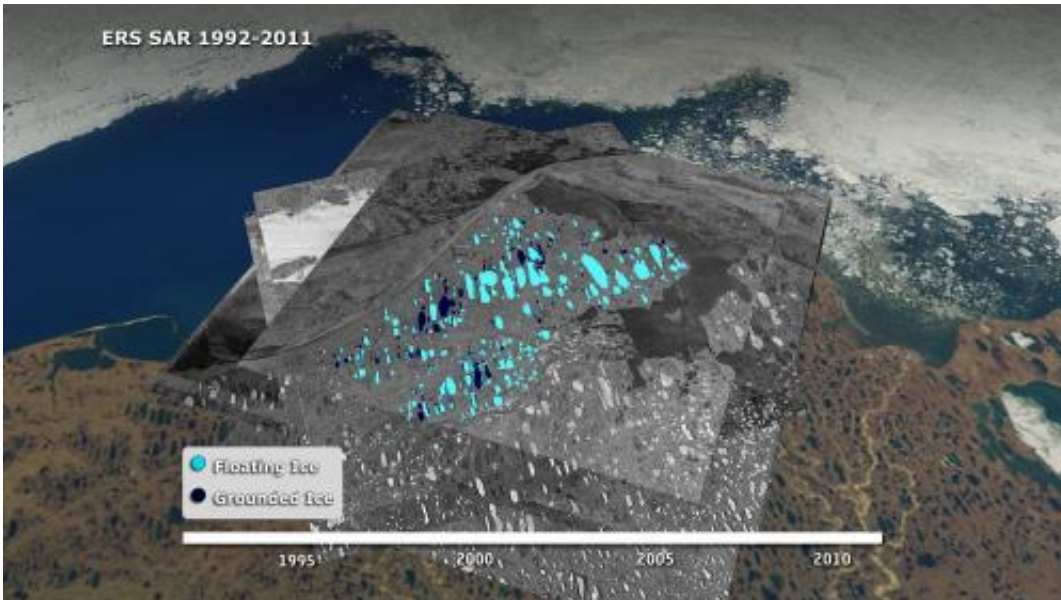 ERS SAR 1992-2011
Floating Ice
Grounded Ice
1995
2000
2005
2010